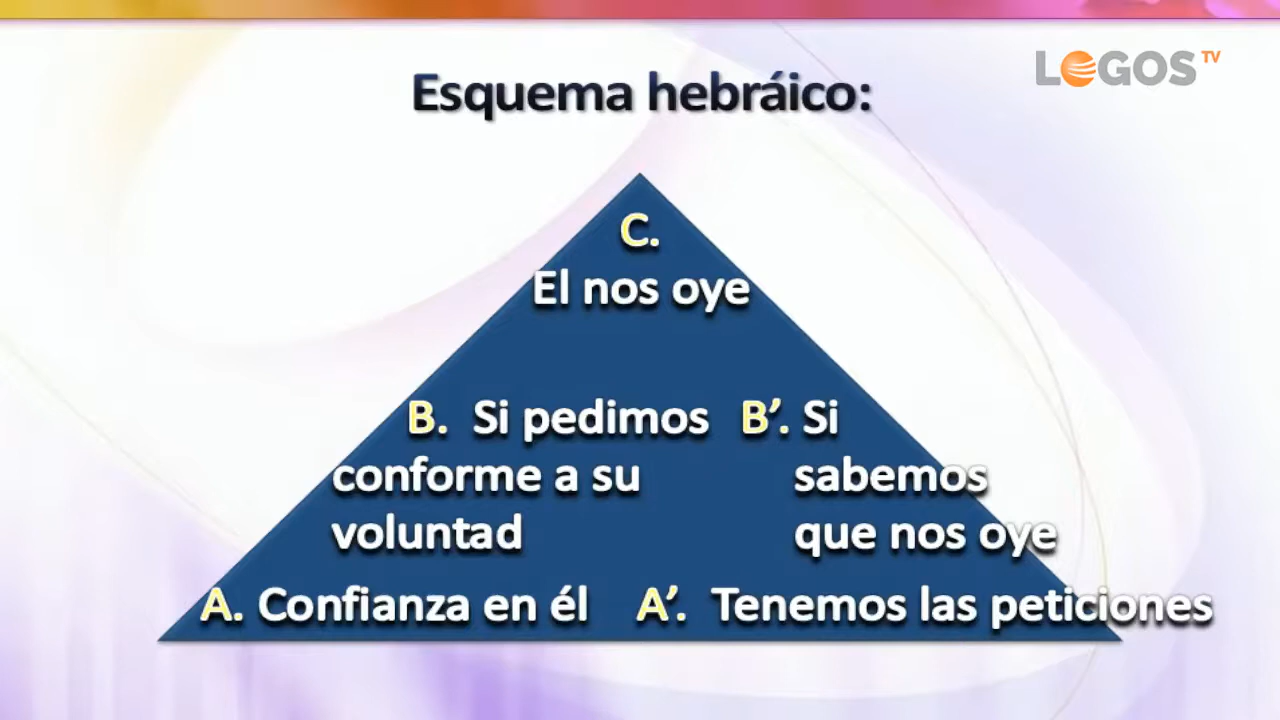 LOGOS TV
Esquema hebráico:
C.
El nos oye
B. Si pedimos
conforme a su
voluntad
B’. Si
sabemos
que nos oye
A. Confianza en él
A’. Tenemos las peticiones